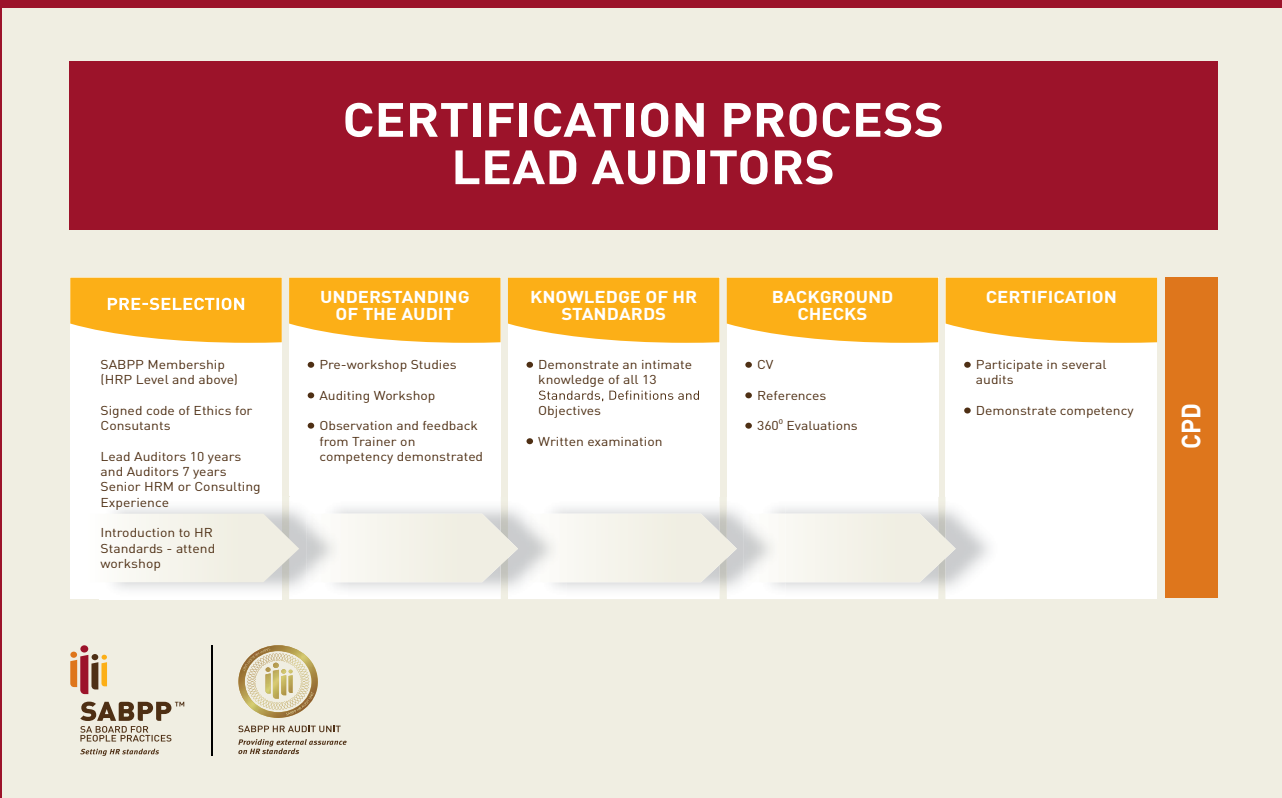 CERTIFICATION PROCESS
LEAD AUDITORS
PRE-SELECTION
SABPP Membership
(HRP Level and above)
Signed code of Ethics for
Consutants
Lead Auditors 10 years
and Auditors 7 years
Senior HRM or Consulting
Experience
Introduction to HR
Standards - attend
workshop
UNDERSTANDING
OF THE AUDIT
• Pre-workshop Studies
• Auditing Workshop
• Observation and feedback
from Trainer on
competency demonstrated
KNOWLEDGE OF HR
STANDARDS
• Demonstrate an intimate
knowledge of all 13
Standards, Definitions and
Objectives
• Written examination
BACKGROUND
CHECKS
• CV
• References
• 360⁰ Evaluations
CERTIFICATION
• Participate in several
audits
• Demonstrate competency
CPD
SABPP™
SA BOARD FOR
PEOPLE PRACTICES
Setting HR standards
SABPP HR AUDIT UNIT
Providing external assurance
on HR standards